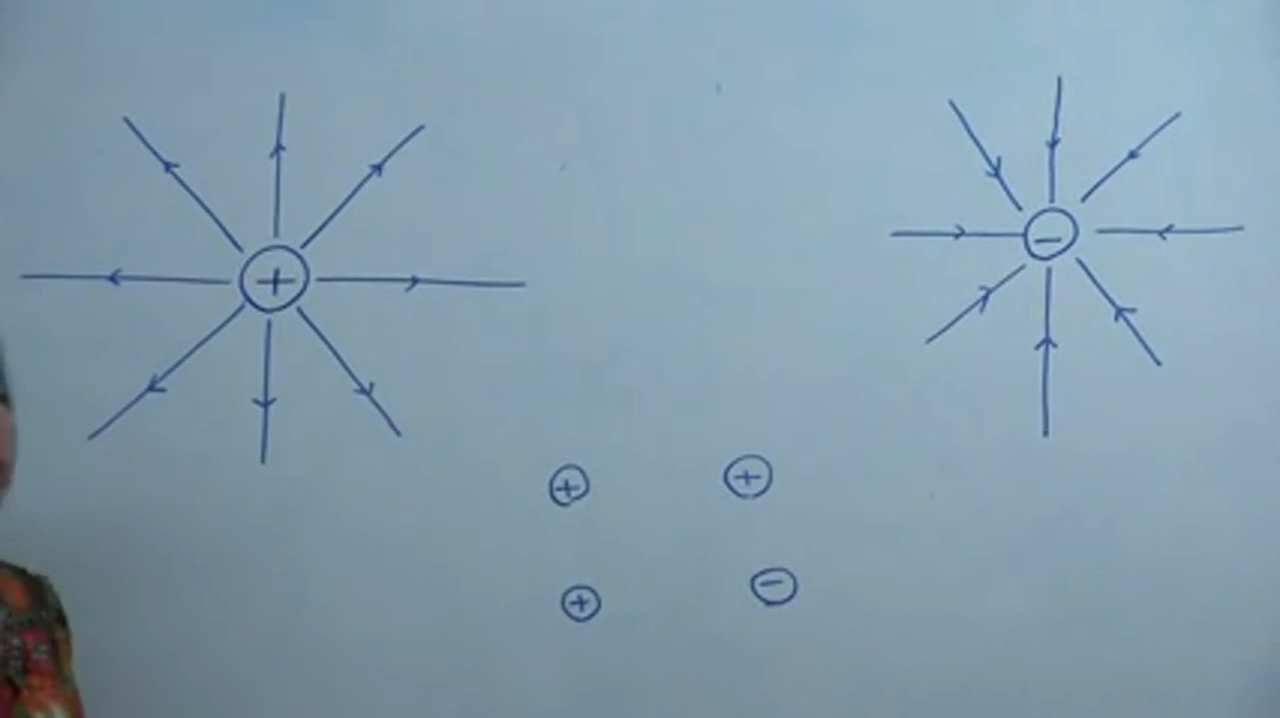 + −
+ +
+ −